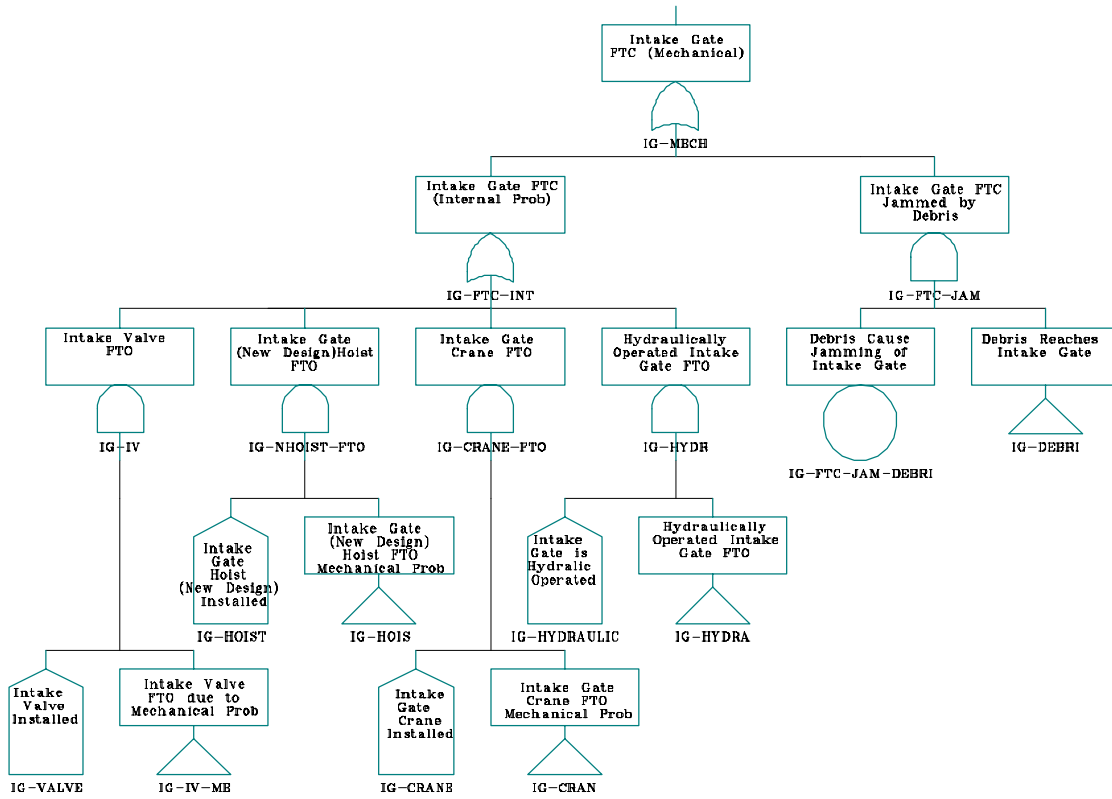 Intake Gate
FTC (Mechanical)
IG-MECH
Intake Gate FTC
(Internal Prob)
IG-FTC-INT
Intake Gate FTC
Jammed by
Debris
IG-FTC-JAM
Intake Valve
FTO
IG-IV
Intake Gate
(New Design)Hoist
FTO
IG-NHOIST-FTO
Intake Gate
Crane FTO
IG-CRANE-FTO
Hydraulically
Operated Intake
Gate FTO
IG-HYDR
Debris Cause
Jamming of
Intake Gate
IG-FTC-JAM-DEBRI
Debris Reaches
Intake Gate
IG-DEBRI
Intake
Gate
Hoist
(New Design)
Installed
IG-HOIST
Intake Gate
(New Design)
Hoist FTO
Mechanical Prob
IG-HOIS
Intake
Gate is
Hydralic
Operated
IG-HYDRAULIC
Hydraulically
Operated Intake
Gate FTO
IG-HYDRA
Intake
Valve
Installed
IG-VALVE
Intake Valve
FTO due to
Mechanical Prob
IG-IV-ME
Intake
Gate
Crane
Installed
IG-CRANE
Intake Gate
Crane FTO
Mechanical Prob
IG-CRAN